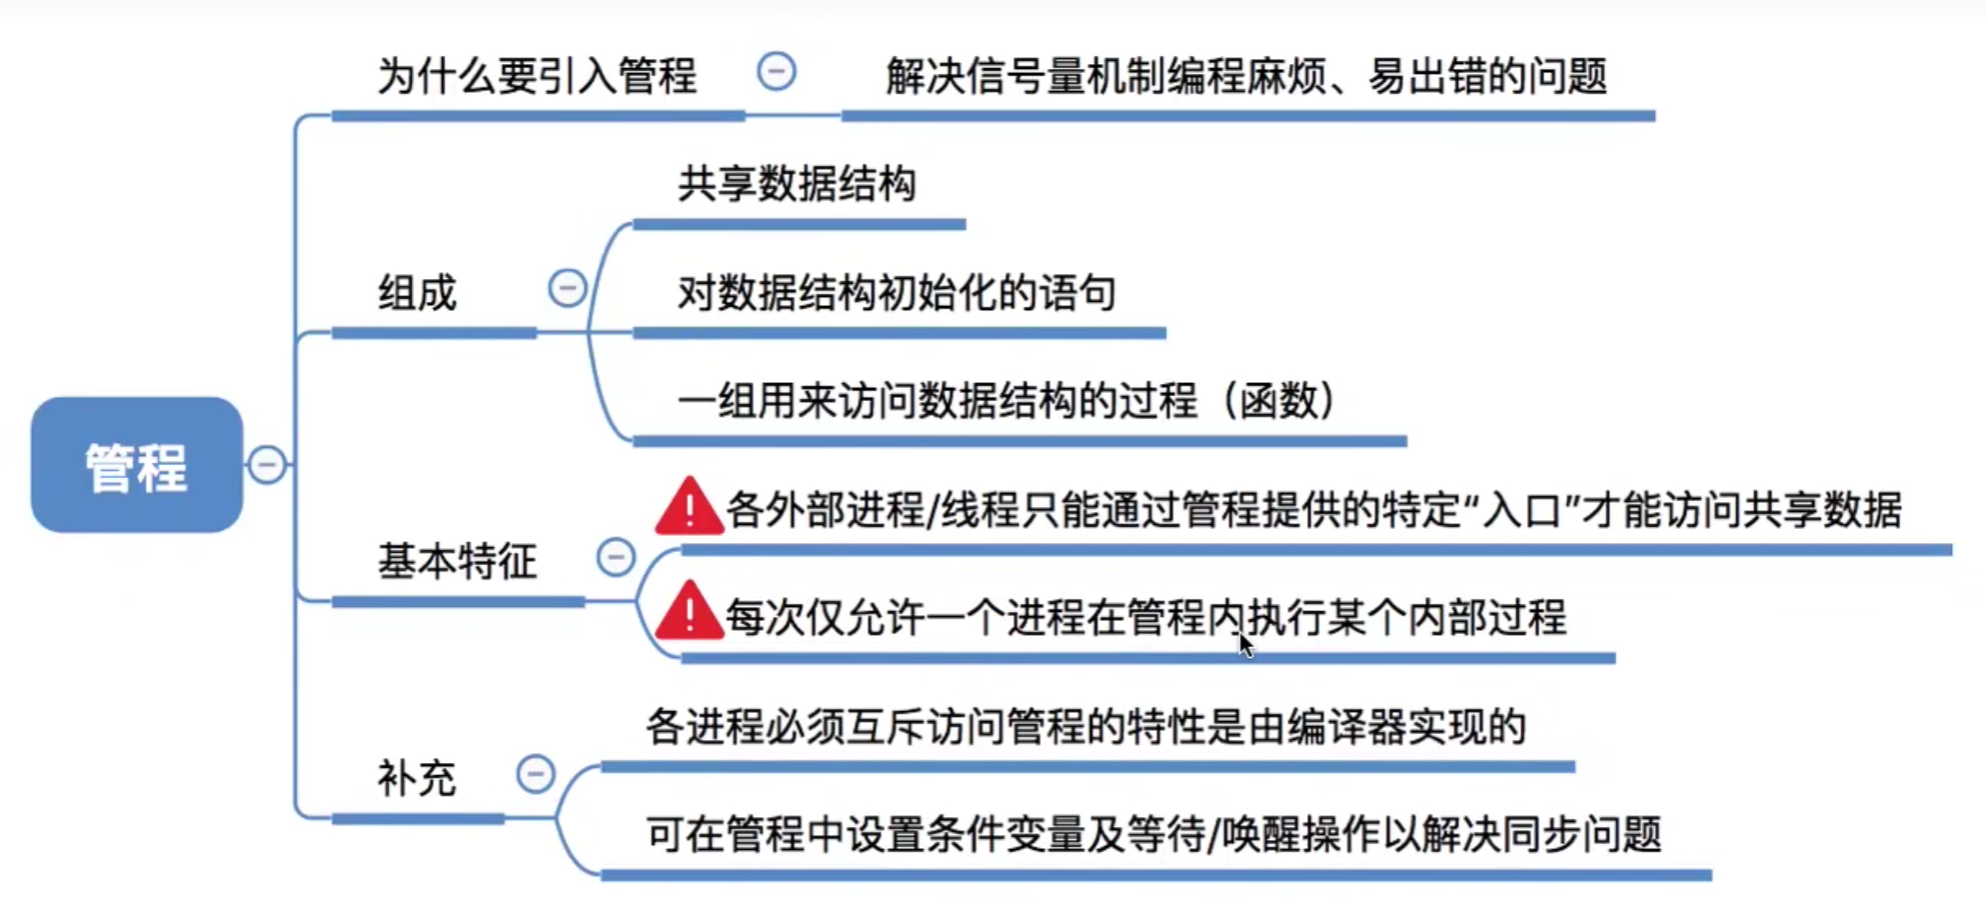 为什么要引入管程
解决信号量机制编程麻烦、易出错的问题
共享数据结构
组成
对数据结构初始化的语句
一组用来访问数据结构的过程（函数）
管程
各外部进程/线程只能通过管程提供的特定“入口”才能访问共享数据
基本特征
每次仅允许一个进程在管程内执行某个内部过程
各进程必须互斥访问管程的特性是由编译器实现的
补充
可在管程中设置条件变量及等待/唤醒操作以解决同步问题